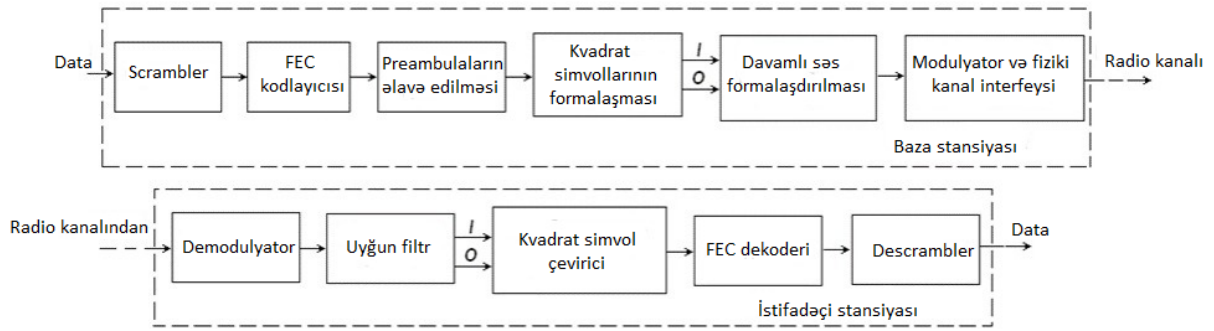 Data
Scrambler
FEC
kodlayıcısı
Preambulaların
əlavə edilməsi
Kvadrat
simvollarının
formalaşması
I
O
Davamlı səs
formalaşdırılması
Modulyator və fiziki
kanal interfeysi
Radio kanalı
Baza stansiyası
Radio kanalından
Demodulyator
Uyğun filtr
I
O
Kvadrat simvol
çevirici
FEC dekoderi
Descrambler
Data
İstifadəçi stansiyası